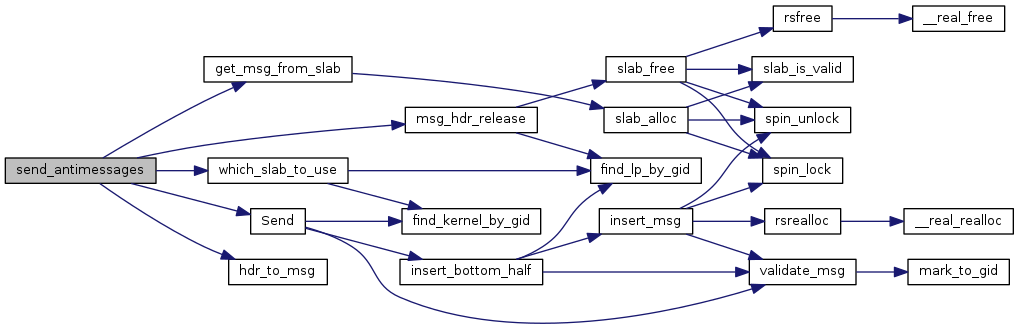 send_antimessages
get_msg_from_slab
msg_hdr_release
which_slab_to_use
Send
hdr_to_msg
find_kernel_by_gid
insert_bottom_half
slab_free
slab_alloc
find_lp_by_gid
insert_msg
rsfree
slab_is_valid
spin_unlock
spin_lock
rsrealloc
validate_msg
__real_free
__real_realloc
mark_to_gid